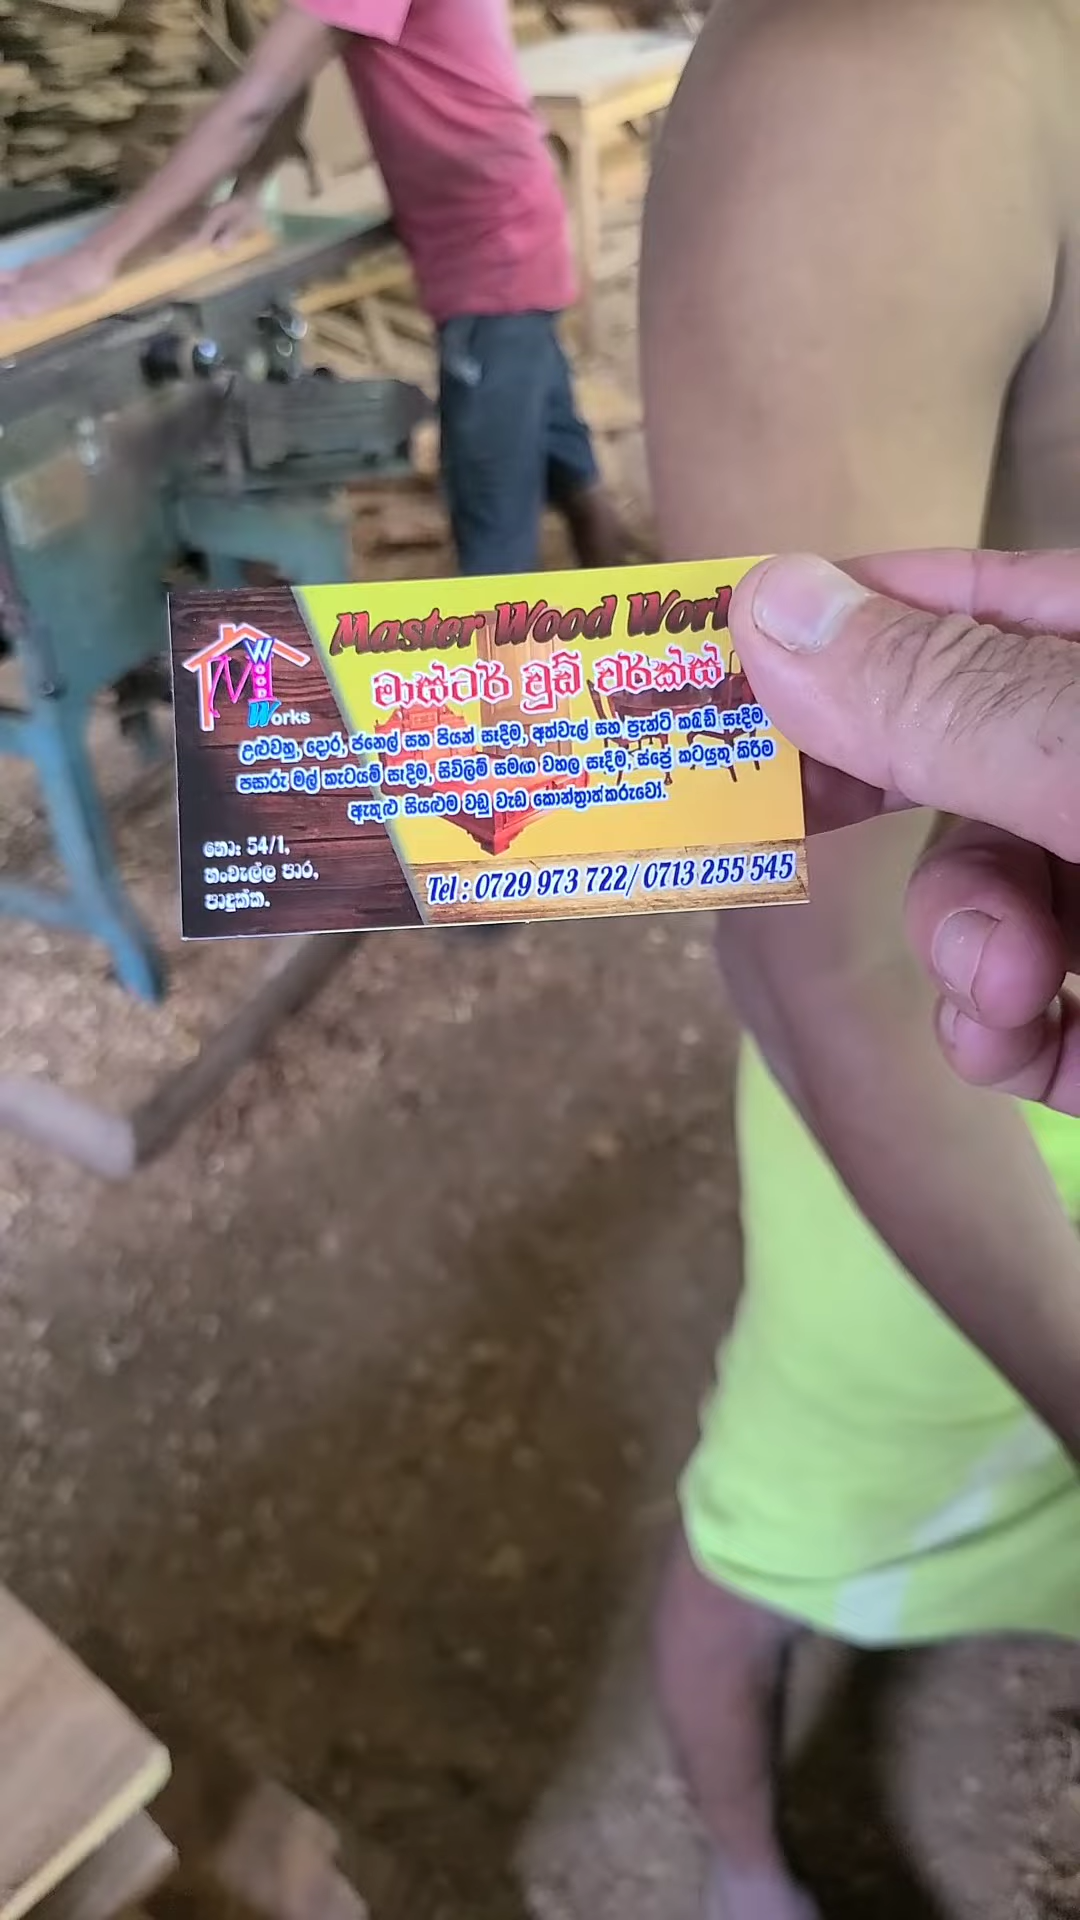 Master Wood Work
මාස්ටර් වුඩ් වර්ක්ස්
M
Wood
Works
උළුවහු, දොර, ජනෙල් සහ පියන් සෑදීම, අත්වැල් සහ ප්‍රැන්ට් කබඩ් සෑදීම,
පසාරු මල් කැටයම් සෑදීම, සිවිලිම් සමඟ වහල සෑදීම, ස්ප්‍රේ කටයුතු කිරීම
ඇතුළු සියළුම වඩු වැඩ කොන්ත්‍රාත්කරුවෝ.
නො: 54/1,
හංවැල්ල පාර,
පාදුක්ක.
Tel : 0729 973 722/ 0713 255 545